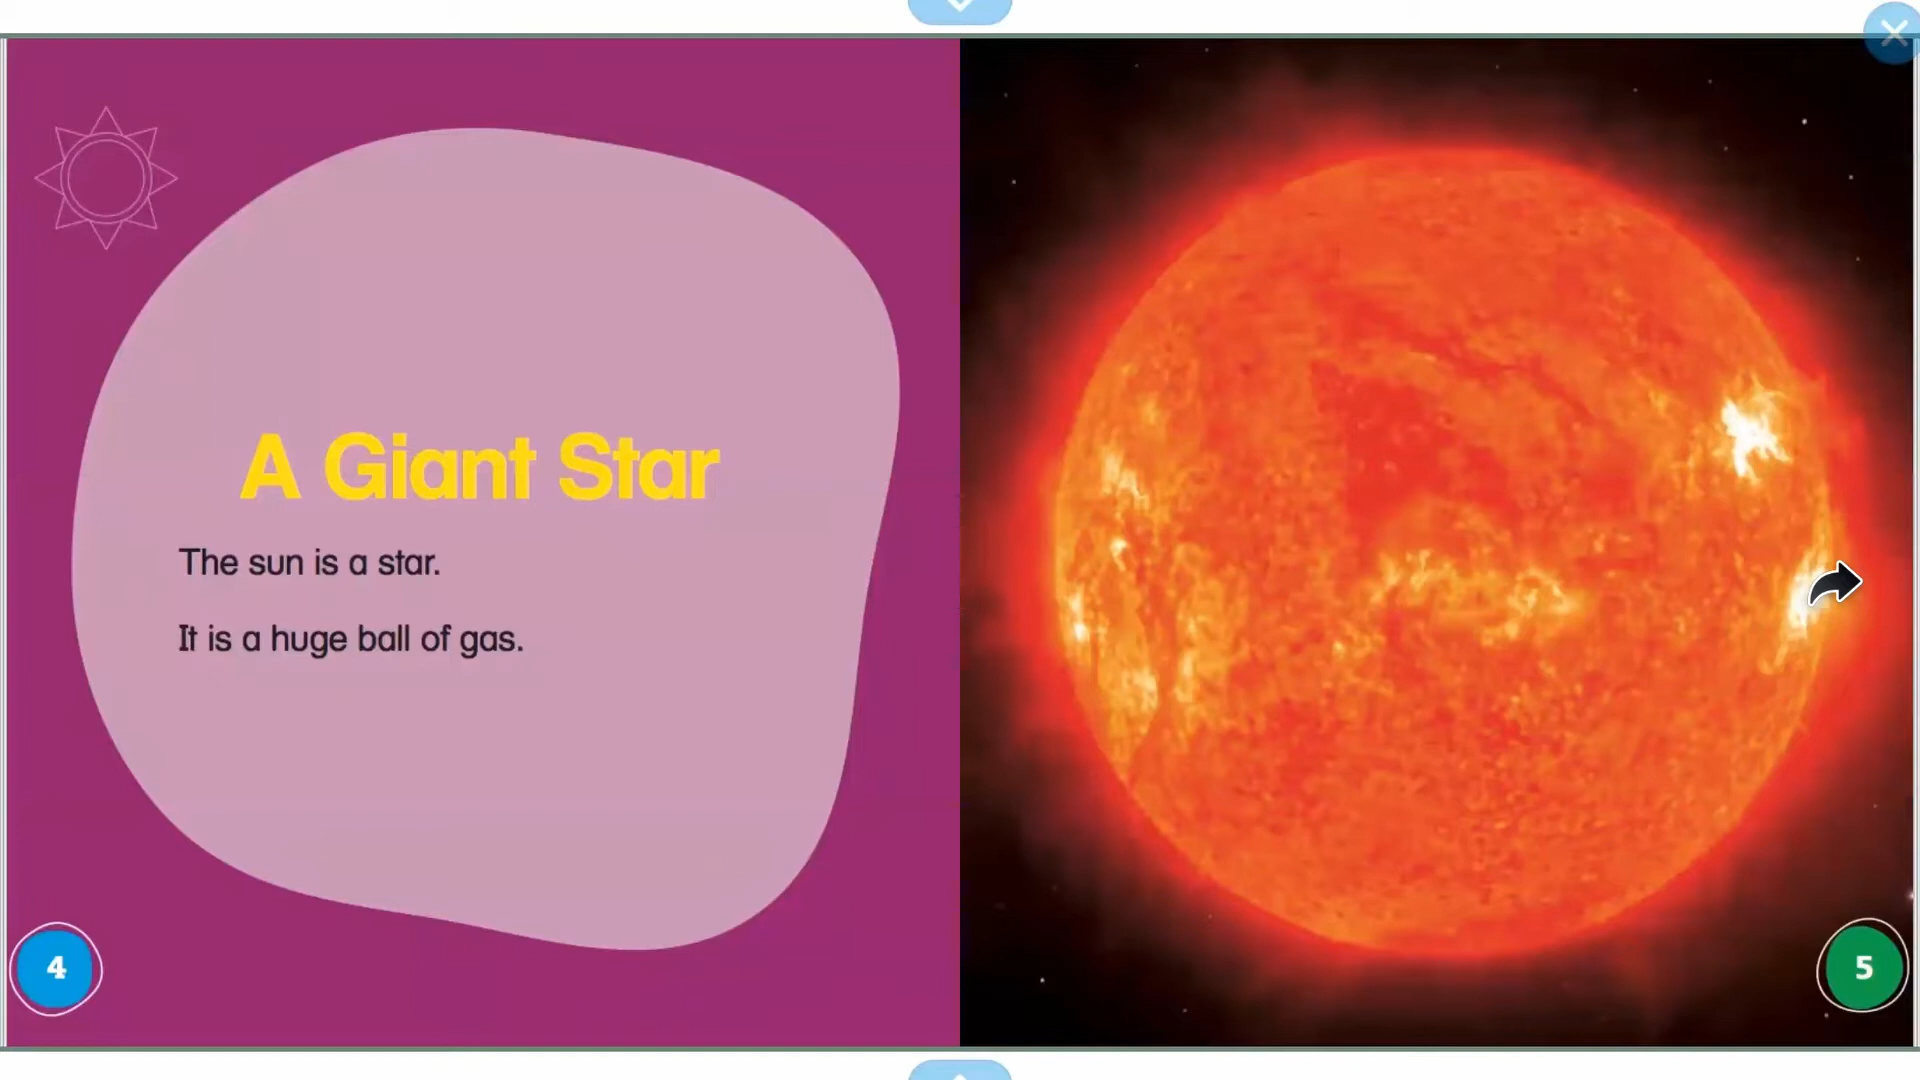 A Giant Star
The sun is a star.
It is a huge ball of gas.
4
5